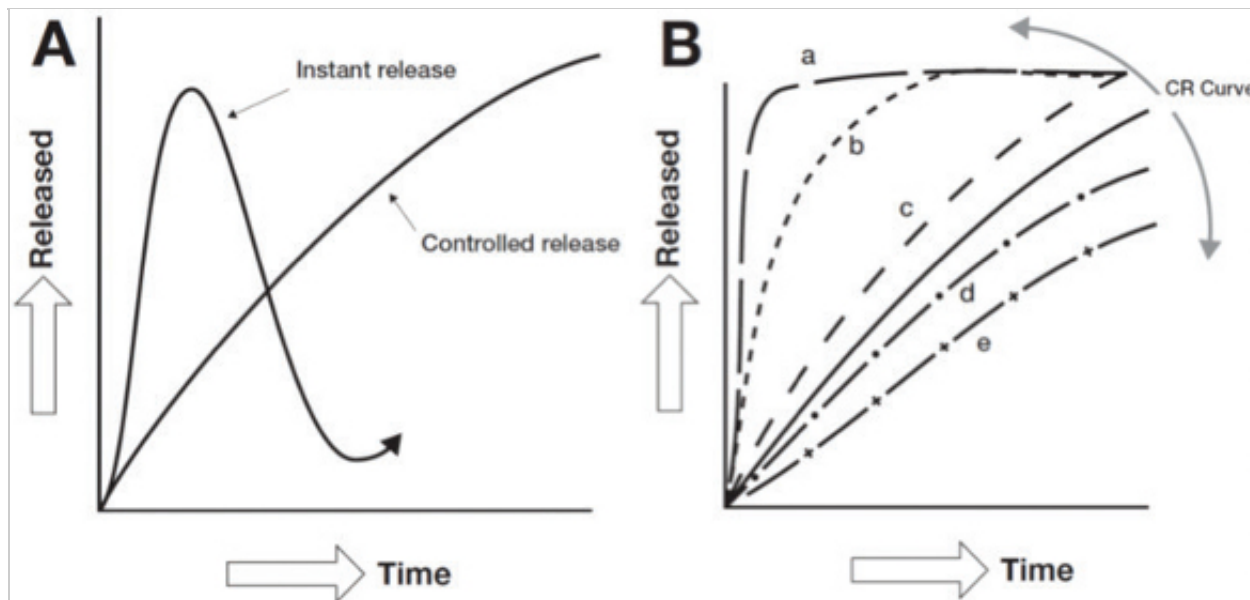 A
Instant release
Controlled release
Released
Time
B
a
b
c
d
e
CR Curve
Released
Time